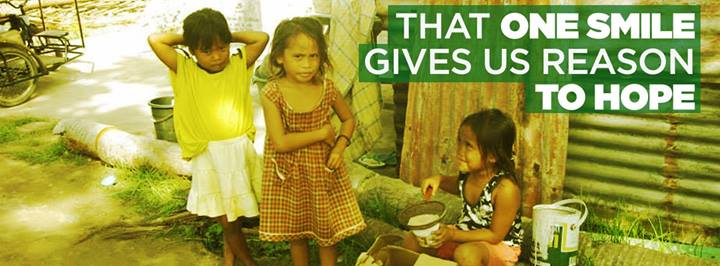 THAT ONE SMILE
GIVES US REASON
TO HOPE